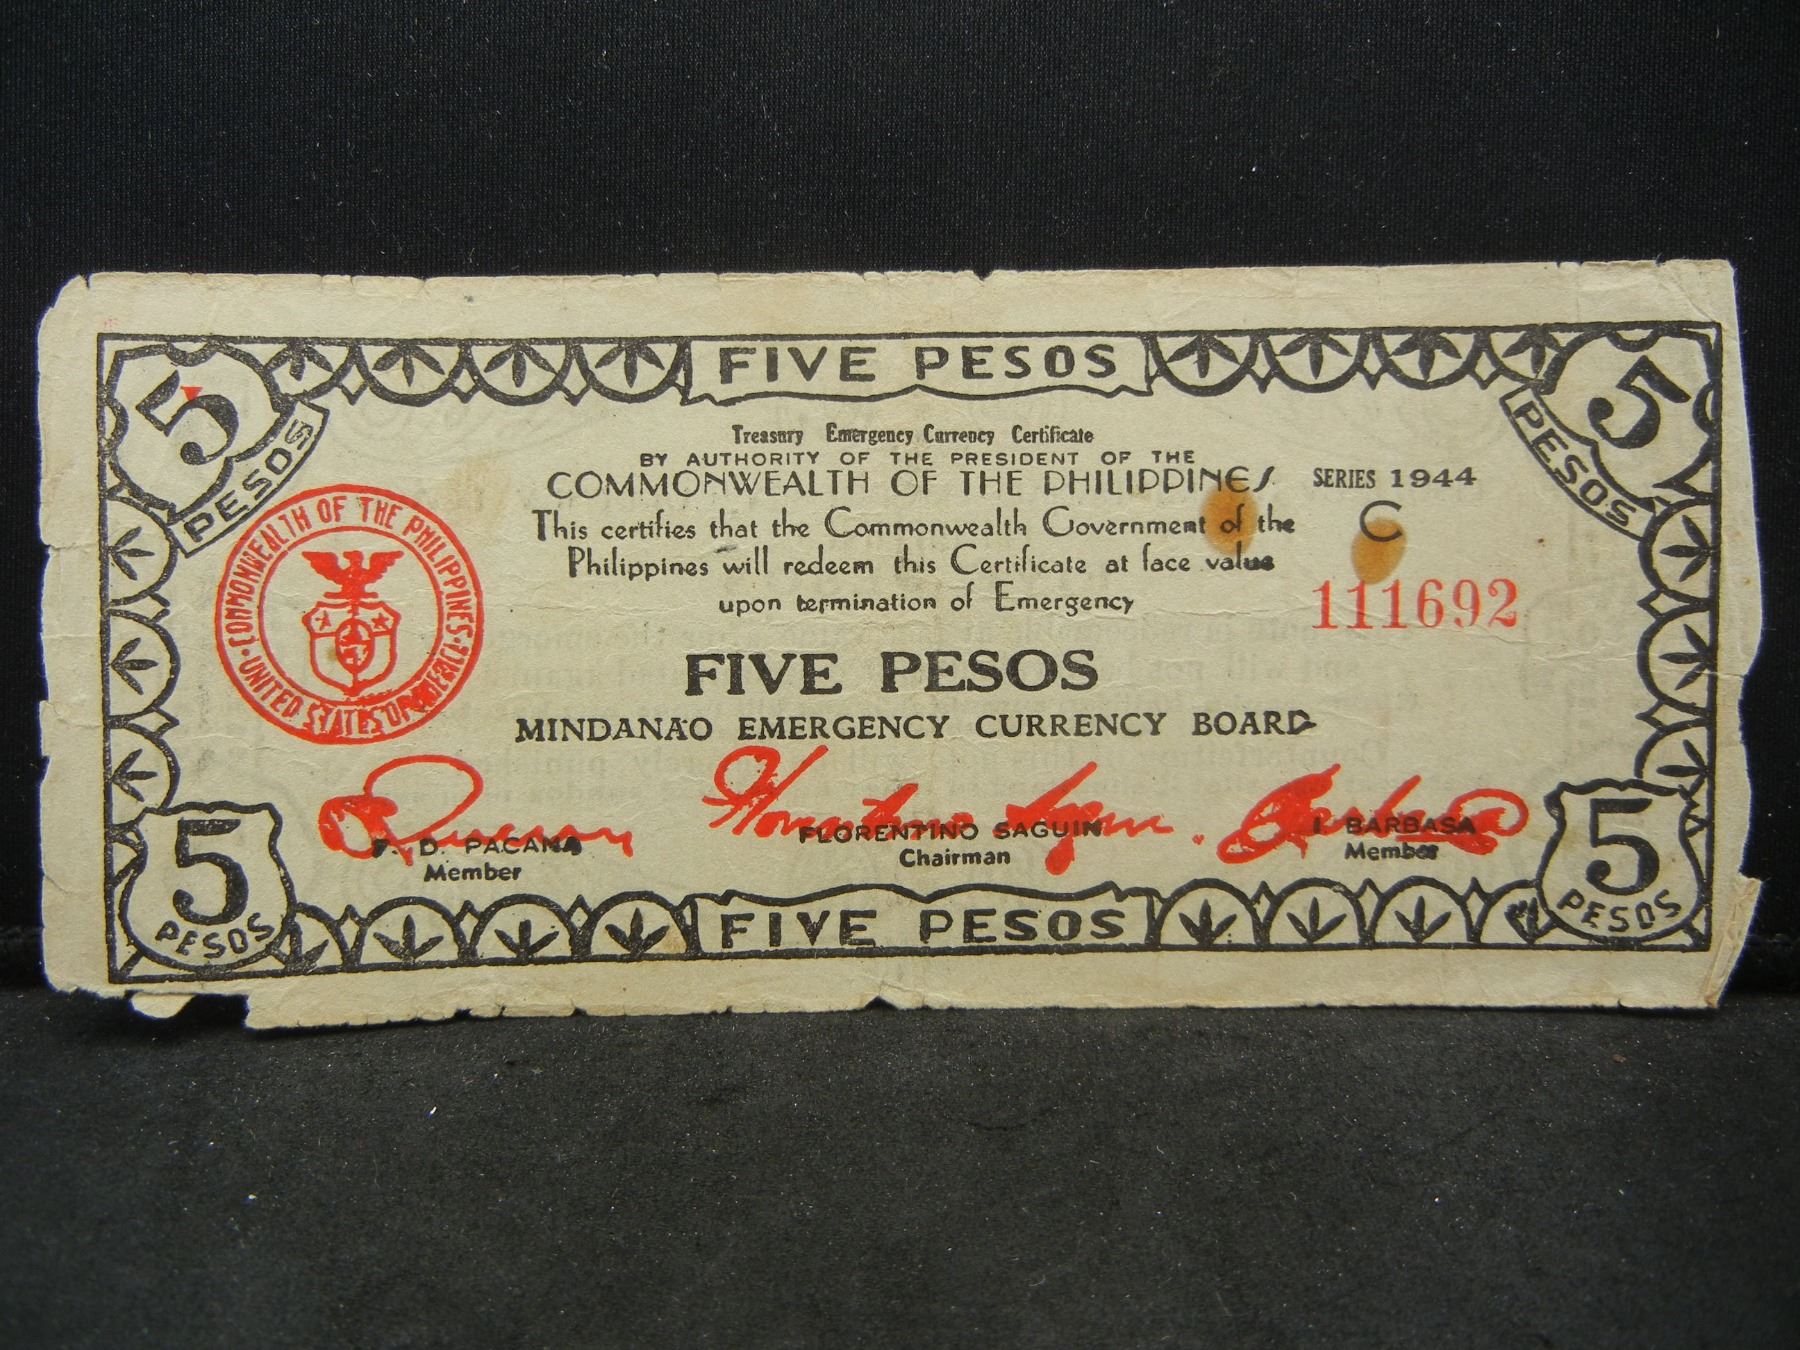 FIVE PESOS
5 PESOS
5 PESOS
Treasury Emergency Currency Certificate
BY AUTHORITY OF THE PRESIDENT OF THE
COMMONWEALTH OF THE PHILIPPINES
SERIES 1944
This certifies that the Commonwealth Government of the
C
Philippines will redeem this Certificate at face value
upon termination of Emergency
111692
COMMONWEALTH OF THE PHILIPPINES
UNITED STATES OF AMERICA
FIVE PESOS
MINDANAO EMERGENCY CURRENCY BOARD
F. D. PACANA
Member
FLORENTINO SAGUIN
Chairman
I. BARBASA
Member
5 PESOS
FIVE PESOS
5 PESOS